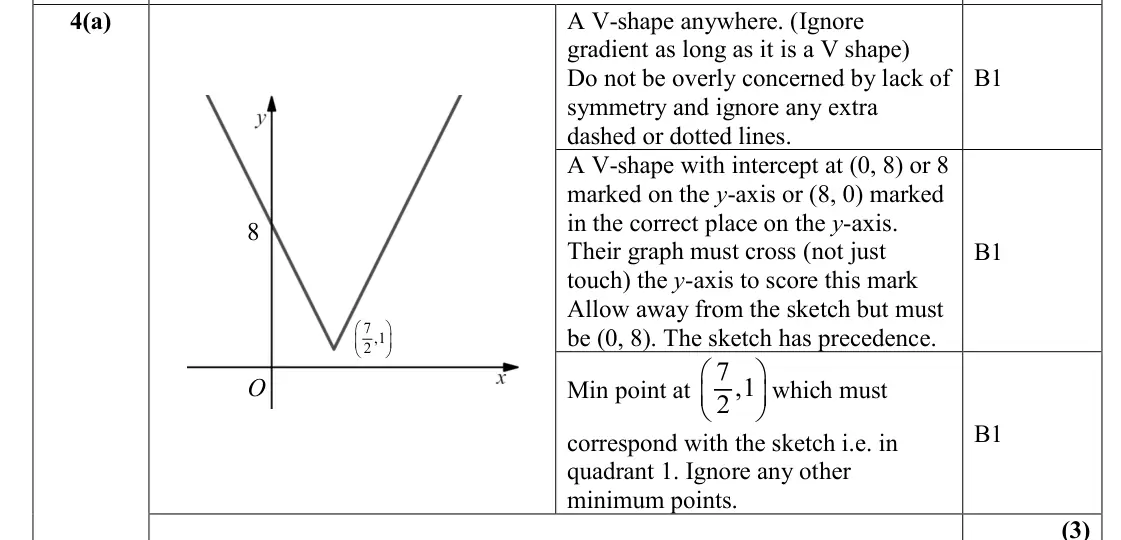 4(a)
y
8
(7/2, 1)
O
x
A V-shape anywhere. (Ignore
gradient as long as it is a V shape)
Do not be overly concerned by lack of
symmetry and ignore any extra
dashed or dotted lines.
B1
A V-shape with intercept at (0, 8) or 8
marked on the y-axis or (8, 0) marked
in the correct place on the y-axis.
Their graph must cross (not just
touch) the y-axis to score this mark
Allow away from the sketch but must
be (0, 8). The sketch has precedence.
B1
Min point at (7/2, 1) which must
correspond with the sketch i.e. in
quadrant 1. Ignore any other
minimum points.
B1
(3)